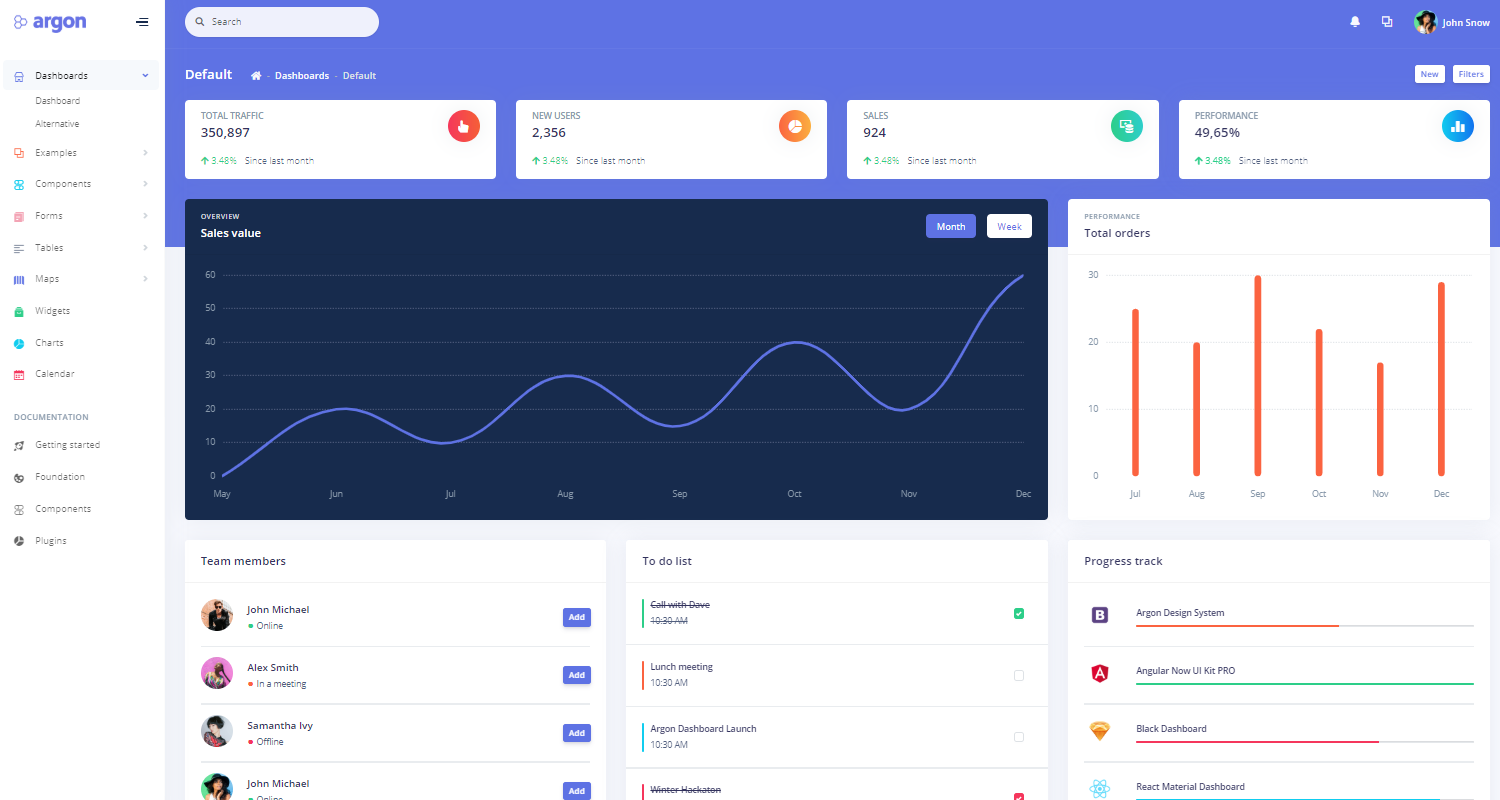 argon
Search
John Snow
Dashboards
Dashboard
Alternative
Examples
Components
Forms
Tables
Maps
Widgets
Charts
Calendar
DOCUMENTATION
Getting started
Foundation
Components
Plugins
Default - Dashboards - Default
New Filters
TOTAL TRAFFIC
350,897
3.48% Since last month
NEW USERS
2,356
3.48% Since last month
SALES
924
3.48% Since last month
PERFORMANCE
49,65%
3.48% Since last month
OVERVIEW
Sales value
Month Week
60
50
40
30
20
10
0
May Jun Jul Aug Sep Oct Nov Dec
PERFORMANCE
Total orders
30
20
10
0
Jul Aug Sep Oct Nov Dec
Team members
John Michael
Online
Add
Alex Smith
In a meeting
Add
Samantha Ivy
Offline
Add
John Michael
Online
Add
To do list
Call with Dave
10:30 AM
Lunch meeting
10:30 AM
Argon Dashboard Launch
10:30 AM
Winter Hackaton
Progress track
B
Argon Design System
A
Angular Now UI Kit PRO
Black Dashboard
React Material Dashboard